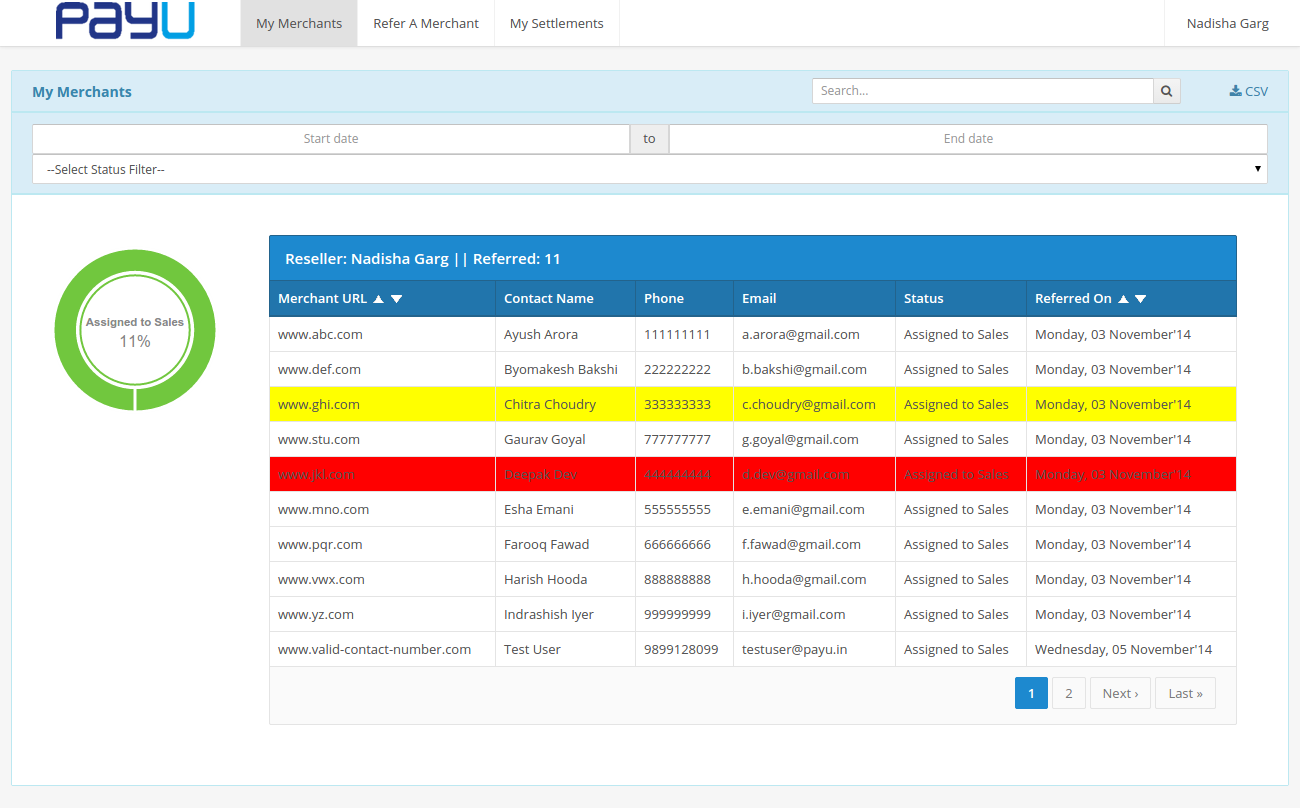 PayU My Merchants Refer A Merchant My Settlements Nadisha Garg
My Merchants Search... CSV
Start date to End date
--Select Status Filter--
Assigned to Sales
11%
Reseller: Nadisha Garg || Referred: 11
Merchant URL Contact Name Phone Email Status Referred On
www.abc.com Ayush Arora 111111111 a.arora@gmail.com Assigned to Sales Monday, 03 November'14
www.def.com Byomakesh Bakshi 222222222 b.bakshi@gmail.com Assigned to Sales Monday, 03 November'14
www.ghi.com Chitra Choudry 333333333 c.choudry@gmail.com Assigned to Sales Monday, 03 November'14
www.stu.com Gaurav Goyal 777777777 g.goyal@gmail.com Assigned to Sales Monday, 03 November'14
www.jkl.com Deepak Dev 444444444 d.dev@gmail.com Assigned to Sales Monday, 03 November'14
www.mno.com Esha Emani 555555555 e.emani@gmail.com Assigned to Sales Monday, 03 November'14
www.pqr.com Farooq Fawad 666666666 f.fawad@gmail.com Assigned to Sales Monday, 03 November'14
www.vwx.com Harish Hooda 888888888 h.hooda@gmail.com Assigned to Sales Monday, 03 November'14
www.yz.com Indrashish Iyer 999999999 i.iyer@gmail.com Assigned to Sales Monday, 03 November'14
www.valid-contact-number.com Test User 9899128099 testuser@payu.in Assigned to Sales Wednesday, 05 November'14
1 2 Next › Last »